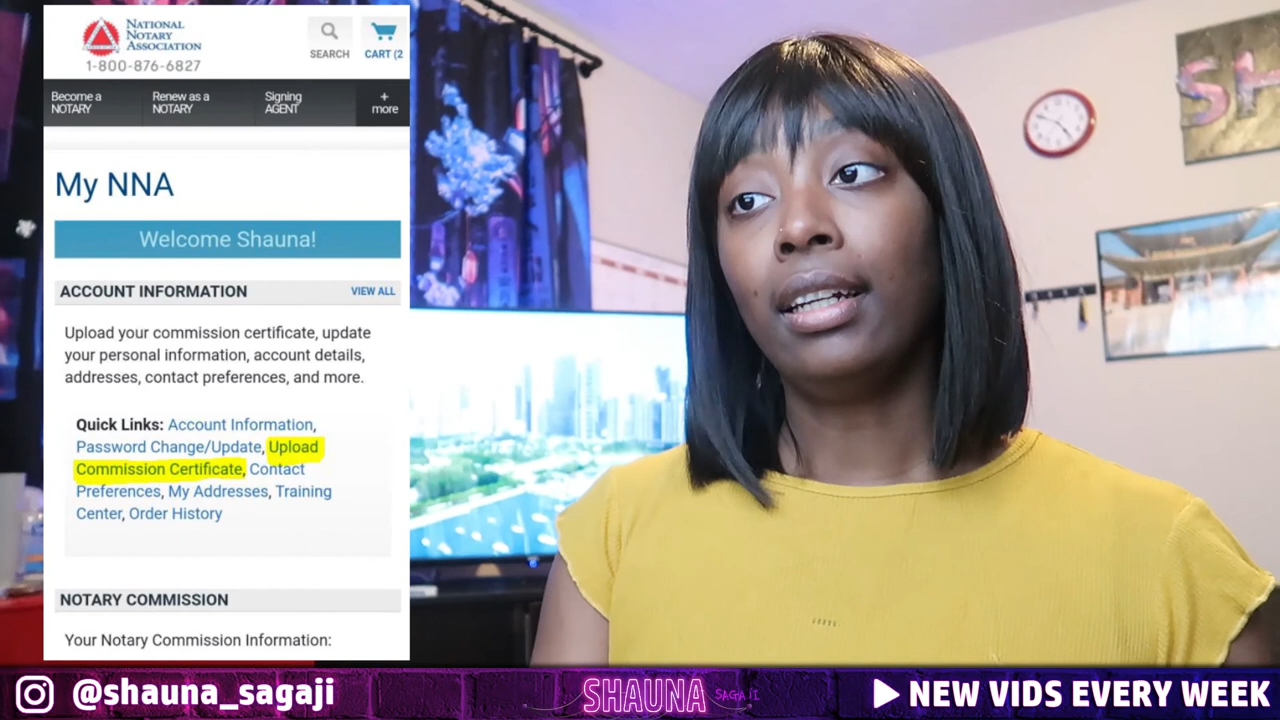 NATIONAL
NOTARY
ASSOCIATION
1-800-876-6827
SEARCH
CART (2
Become a
NOTARY
Renew as a
NOTARY
Signing
AGENT
+
more
My NNA
Welcome Shauna!
ACCOUNT INFORMATION
VIEW ALL
Upload your commission certificate, update
your personal information, account details,
addresses, contact preferences, and more.
Quick Links: Account Information,
Password Change/Update, Upload
Commission Certificate, Contact
Preferences, My Addresses, Training
Center, Order History
NOTARY COMMISSION
Your Notary Commission Information:
SH
@shauna_sagaji
SHAUNA SAGAJI
NEW VIDS EVERY WEEK